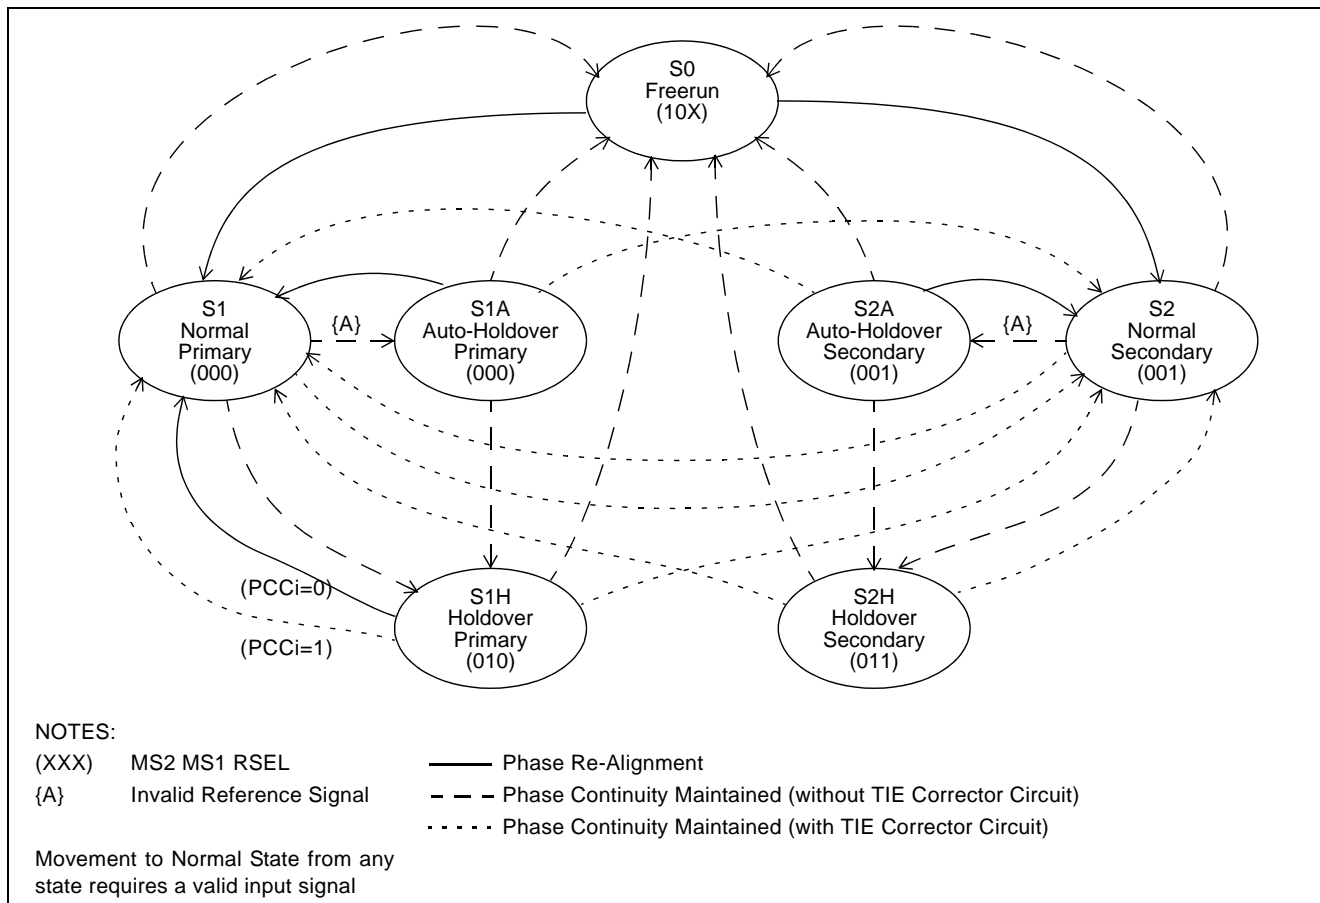 S0
Freerun
(10X)
S1
Normal
Primary
(000)
{A}
S1A
Auto-Holdover
Primary
(000)
S2A
Auto-Holdover
Secondary
(001)
{A}
S2
Normal
Secondary
(001)
(PCCi=0)
(PCCi=1)
S1H
Holdover
Primary
(010)
S2H
Holdover
Secondary
(011)
NOTES:
(XXX) MS2 MS1 RSEL
Phase Re-Alignment
{A} Invalid Reference Signal
Phase Continuity Maintained (without TIE Corrector Circuit)
Phase Continuity Maintained (with TIE Corrector Circuit)
Movement to Normal State from any
state requires a valid input signal